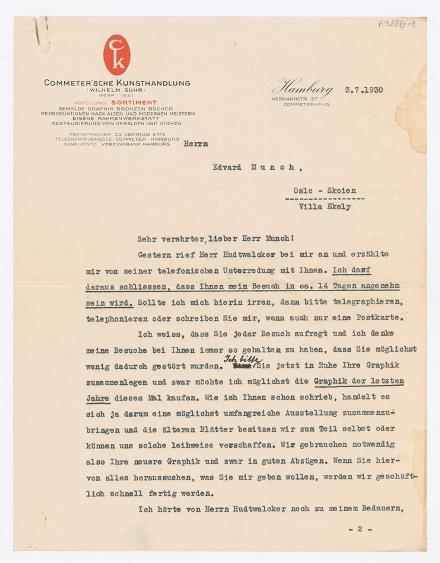 ck
COMMETER'SCHE KUNSTHANDLUNG
(WILHELM SUHR)
GEGR. 1821
ABTEILUNG SORTIMENT
GEMÄLDE·GRAPHIK·BRONZEN·BÜCHER
REPRODUKTIONEN NACH ALTEN UND MODERNEN MEISTERN
EIGENE RAHMENWERKSTATT
RESTAURIERUNG VON GEMÄLDEN UND STICHEN
TELEGRAMM-ADRESSE: COMMETER HAMBURG
BANK-KONTO: VEREINSBANK HAMBURG
Hamburg 3.7.1930
HERMANNSTR. 37
COMMETERHAUS
Herrn
Edvard Munch,
Oslo - Skoien
Villa Ekely
Sehr verehrter,lieber Herr Munch!
Gestern rief Herr Hudtwalcker bei mir an und erzählte
mir von seiner telefonischen Unterredung mit Ihnen. Ich darf
daraus schliessen, dass Ihnen mein Besuch in ca. 14 Tagen angenehm
sein wird. Sollte ich mich hierin irren, dann bitte telegraphieren,
telephonieren oder schreiben Sie mir, wenn auch nur eine Postkarte.
Ich weiss, dass Sie jeder Besuch aufregt und ich denke
meine Besuche bei Ihnen immer so gehalten zu haben, dass Sie möglichst
wenig dadurch gestört wurden. Ich bitte Sie jetzt in Ruhe Ihre Graphik
zusammenlegen und zwar möchte ich möglichst die Graphik der letzten
Jahre dieses Mal kaufen. Wie ich Ihnen schon schrieb, handelt es
sich ja darum eine möglichst umfangreiche Ausstellung zusammenzu-
bringen und die älteren Blätter besitzen wir zum Teil selbst oder
können uns solche leihweise verschaffen. Wir gebrauchen notwendig
also Ihre neuere Graphik und zwar in guten Abzügen. Wenn Sie hier-
von alles heraussuchen, was Sie mir geben wollen, werden wir geschäft-
lich schnell fertig werden.
Ich hörte von Herrn Hudtwalcker noch zu meinem Bedauern,
- 2 -